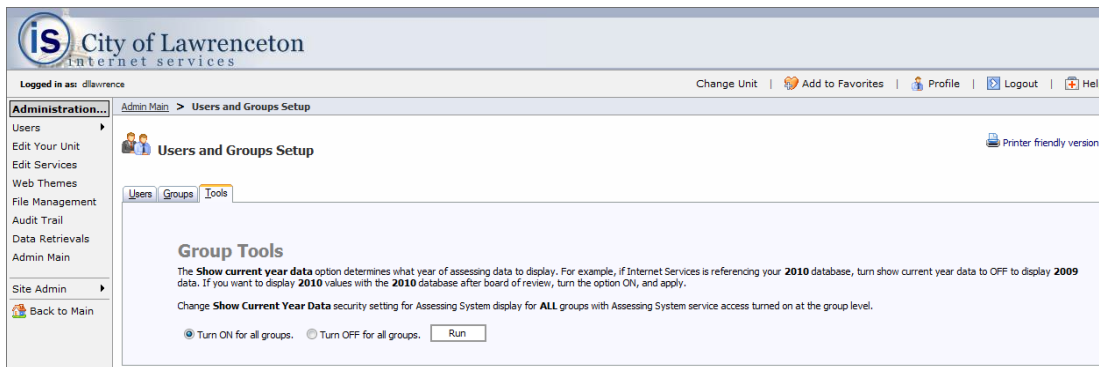 iS City of Lawrenceton
internet services
Logged in as: dllawrence
Change Unit | Add to Favorites | Profile | Logout | Hel
Administration...
Users
Edit Your Unit
Edit Services
Web Themes
File Management
Audit Trail
Data Retrievals
Admin Main
Site Admin
Back to Main
Admin Main > Users and Groups Setup
Users and Groups Setup
Printer friendly version
Users Groups Tools
Group Tools
The Show current year data option determines what year of assessing data to display. For example, if Internet Services is referencing your 2010 database, turn show current year data to OFF to display 2009
data. If you want to display 2010 values with the 2010 database after board of review, turn the option ON, and apply.
Change Show Current Year Data security setting for Assessing System display for ALL groups with Assessing System service access turned on at the group level.
Turn ON for all groups. Turn OFF for all groups. Run